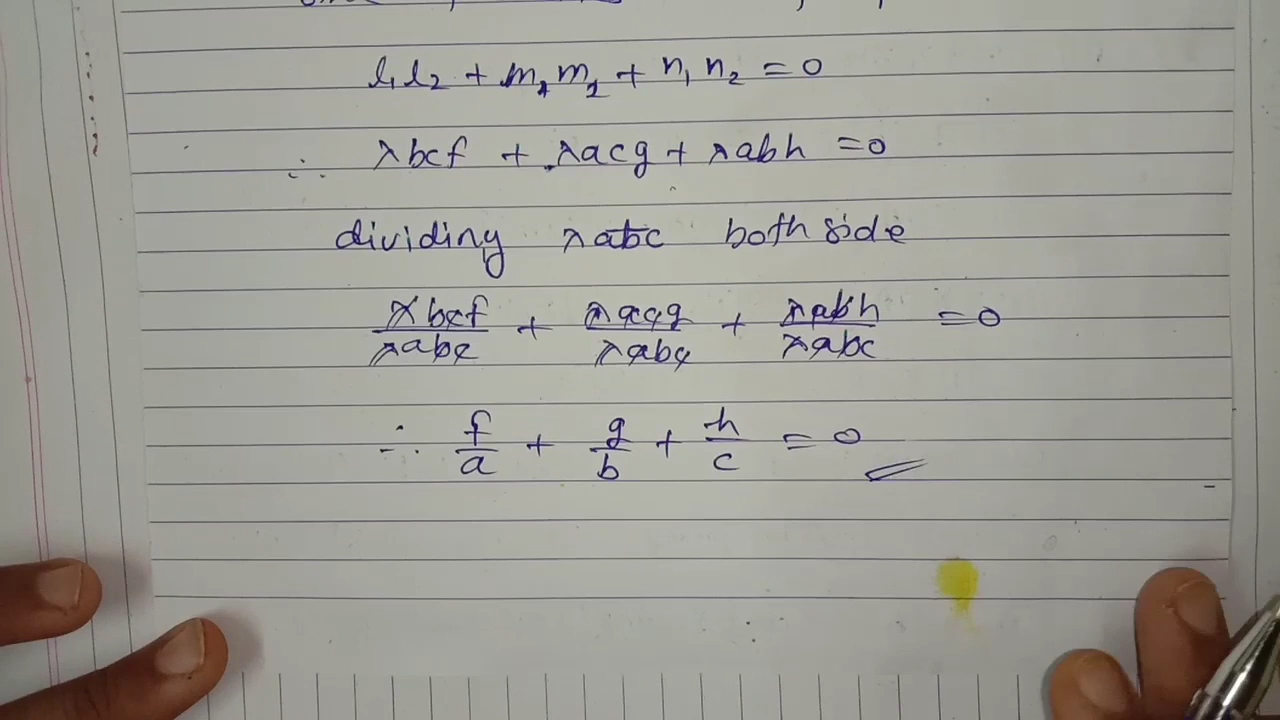 l₁l₂ + m₁m₂ + n₁n₂ = 0
∴ λbcf + λacg + λabh = 0
dividing λabc both side
λbcf/λabc + λacg/λabc + λabh/λabc = 0
∴ f/a + g/b + h/c = 0